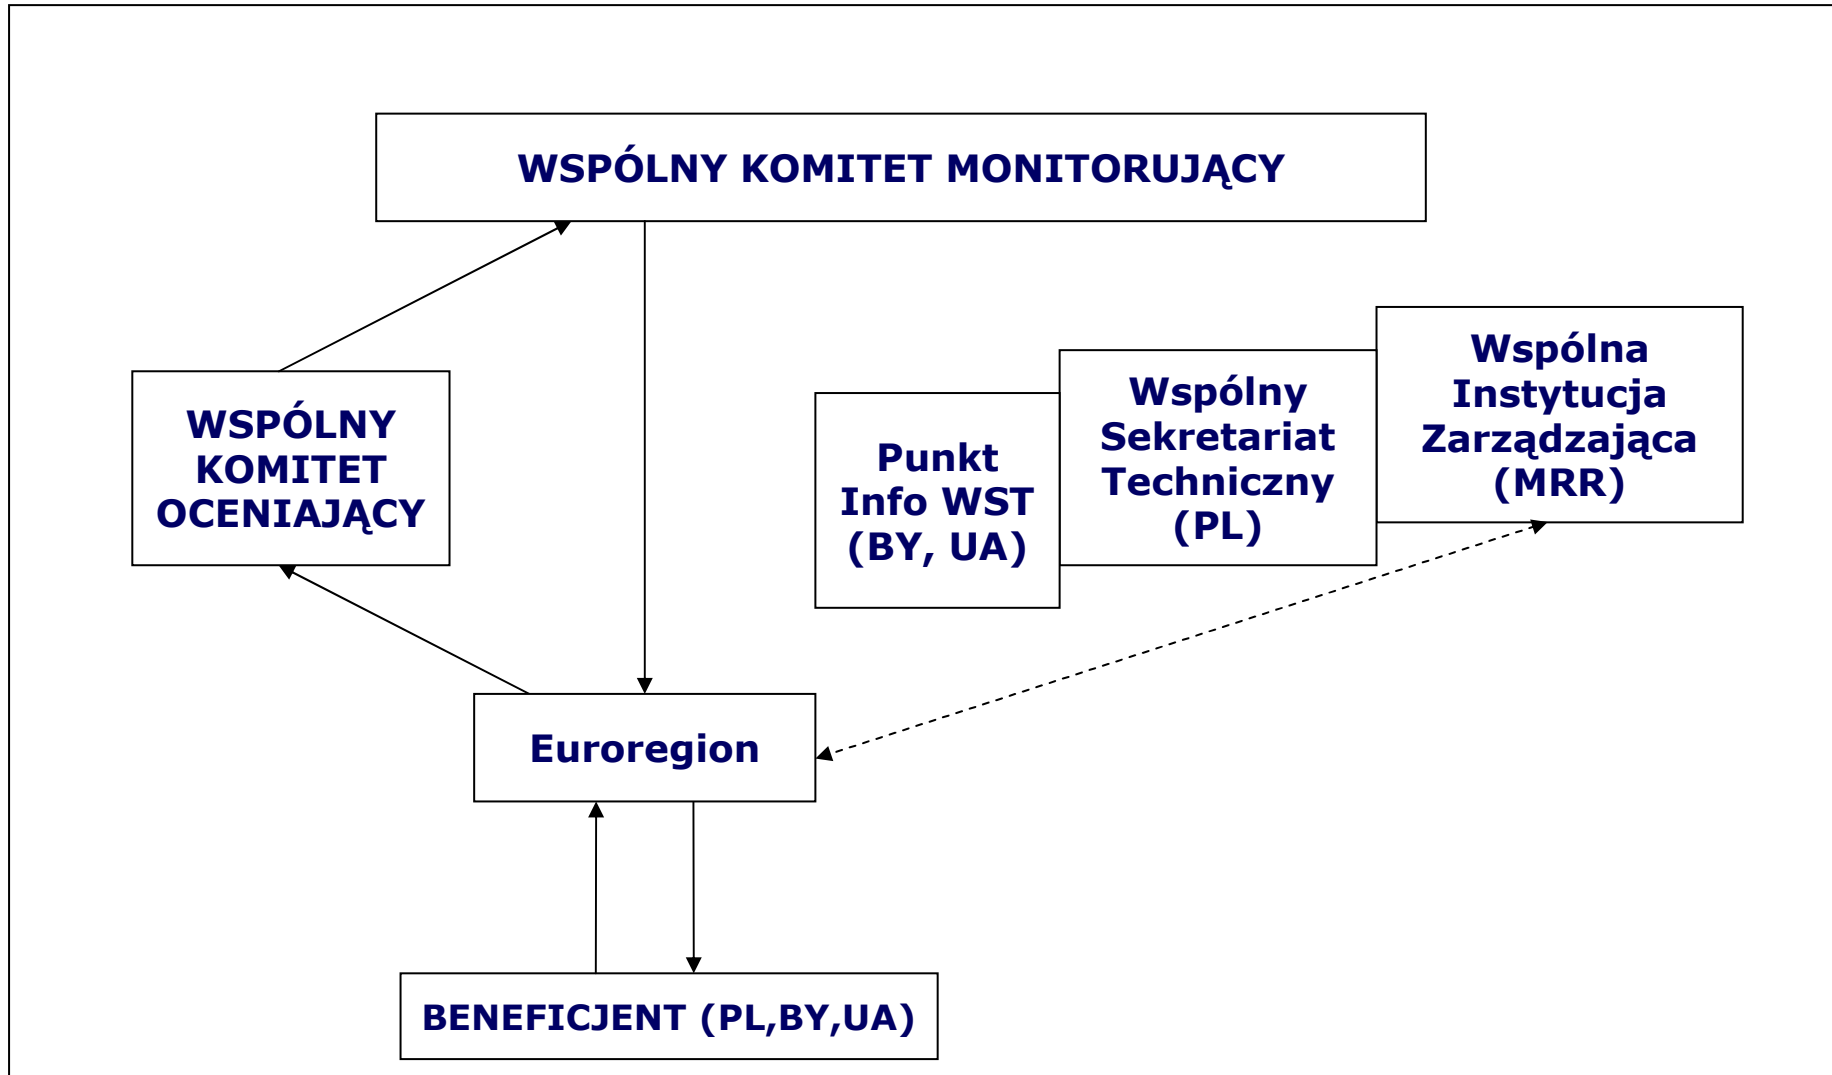 WSPÓLNY KOMITET MONITORUJĄCY
WSPÓLNY
KOMITET
OCENIAJĄCY
Punkt
Info WST
(BY, UA)
Wspólny
Sekretariat
Techniczny
(PL)
Wspólna
Instytucja
Zarządzająca
(MRR)
Euroregion
BENEFICJENT (PL,BY,UA)